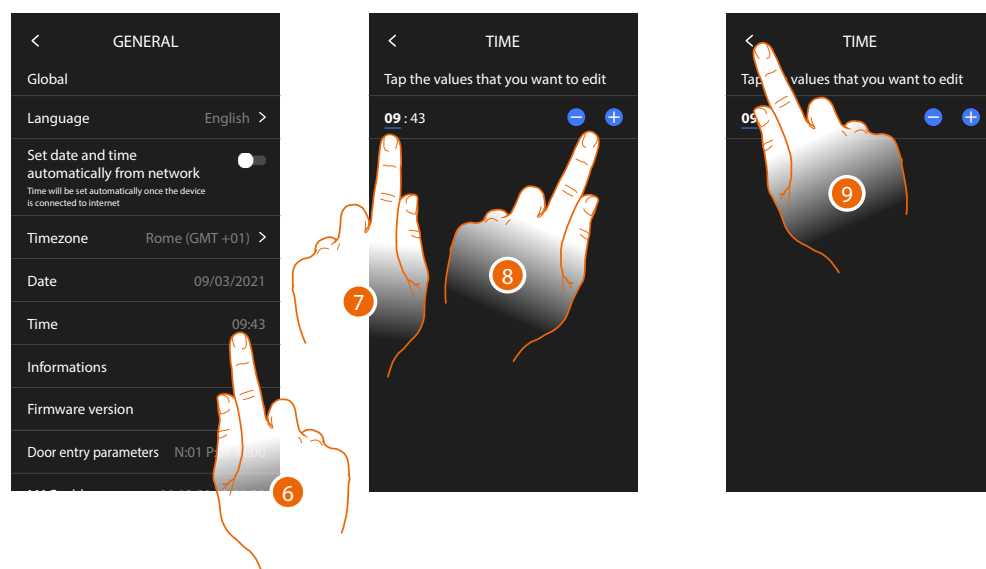 GENERAL
Global
Language English
Set date and time
automatically from network
Time will be set automatically once the device
is connected to internet
Timezone Rome (GMT +01)
Date 09/03/2021
Time 09:43
Informations
Firmware version
Door entry parameters N:01 P:
6
TIME
Tap the values that you want to edit
09 : 43
7
8
TIME
values that you want to edit
9